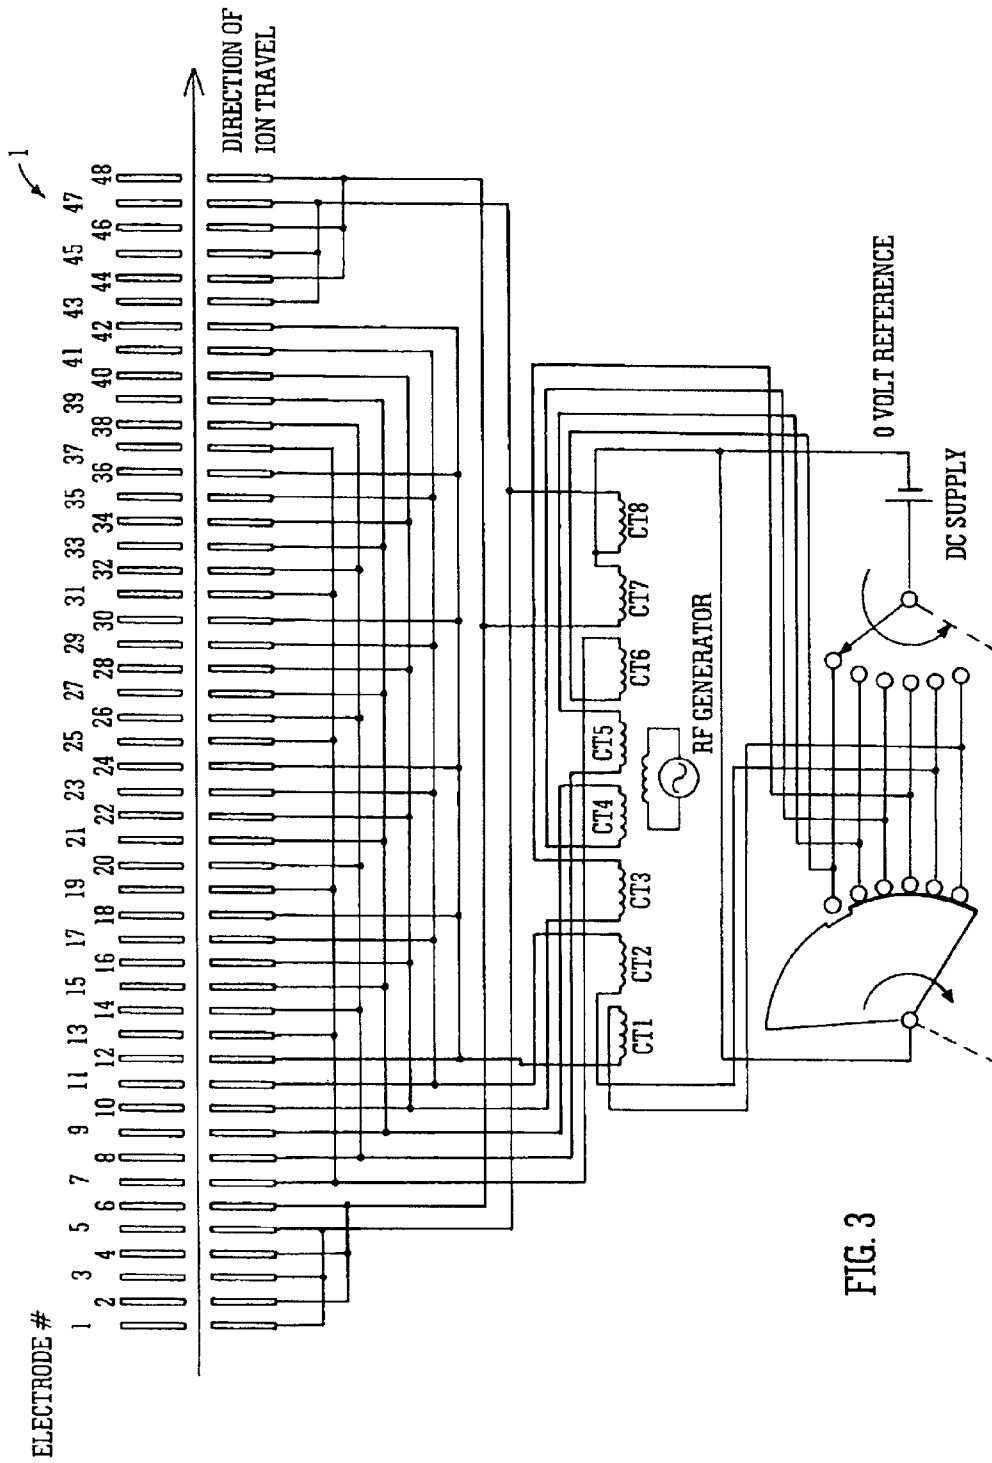 ELECTRODE #
1
1 2 3 4 5 6 7 8 9 10 11 12 13 14 15 16 17 18 19 20 21 22 23 24 25 26 27 28 29 30 31 32 33 34 35 36 37 38 39 40 41 42 43 44 45 46 47 48
DIRECTION OF
ION TRAVEL
CT1 CT2 CT3 CT4 CT5 CT6 CT7 CT8
RF GENERATOR
0 VOLT REFERENCE
DC SUPPLY
FIG. 3